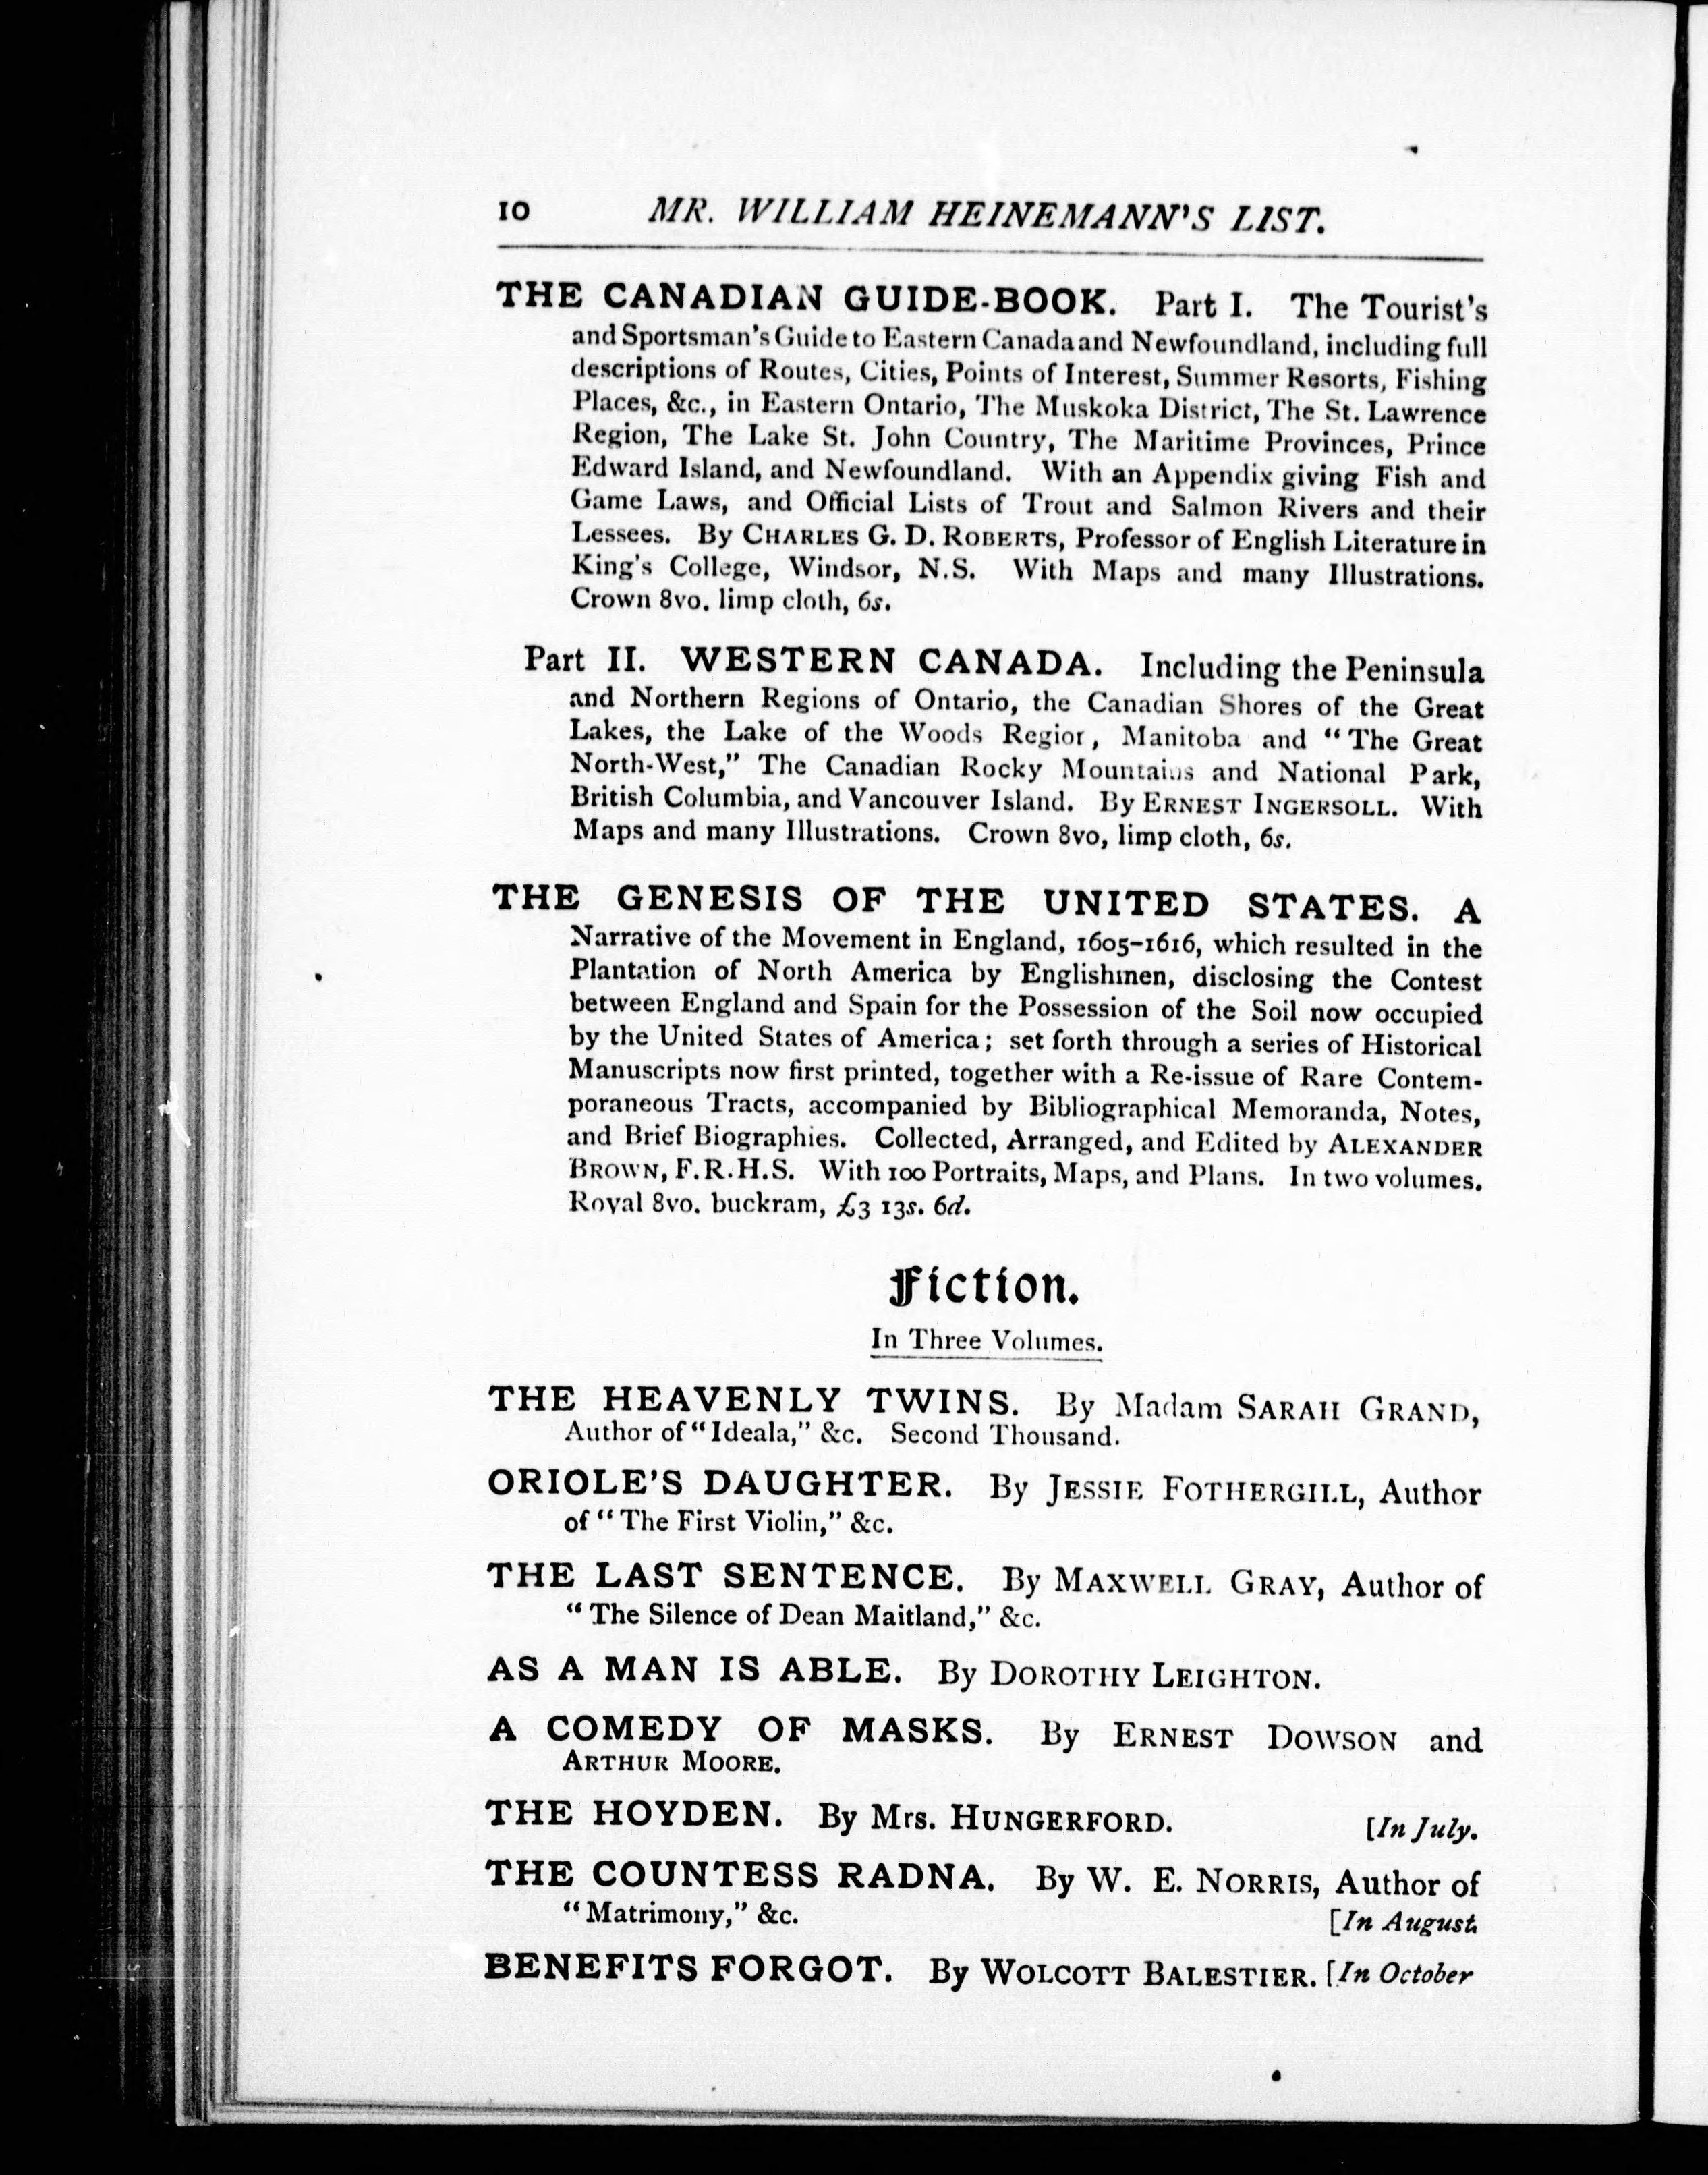 10 MR. WILLIAM HEINEMANN'S LIST.
THE CANADIAN GUIDE-BOOK. Part I. The Tourist's
and Sportsman's Guide to Eastern Canada and Newfoundland, including full
descriptions of Routes, Cities, Points of Interest, Summer Resorts, Fishing
Places, &c., in Eastern Ontario, The Muskoka District, The St. Lawrence
Region, The Lake St. John Country, The Maritime Provinces, Prince
Edward Island, and Newfoundland. With an Appendix giving Fish and
Game Laws, and Official Lists of Trout and Salmon Rivers and their
Lessees. By CHARLES G. D. ROBERTS, Professor of English Literature in
King's College, Windsor, N.S. With Maps and many Illustrations.
Crown 8vo. limp cloth, 6s.
Part II. WESTERN CANADA. Including the Peninsula
and Northern Regions of Ontario, the Canadian Shores of the Great
Lakes, the Lake of the Woods Region, Manitoba and "The Great
North-West," The Canadian Rocky Mountains and National Park,
British Columbia, and Vancouver Island. By ERNEST INGERSOLL. With
Maps and many Illustrations. Crown 8vo, limp cloth, 6s.
THE GENESIS OF THE UNITED STATES. A
Narrative of the Movement in England, 1605-1616, which resulted in the
Plantation of North America by Englishmen, disclosing the Contest
between England and Spain for the Possession of the Soil now occupied
by the United States of America; set forth through a series of Historical
Manuscripts now first printed, together with a Re-issue of Rare Contem-
poraneous Tracts, accompanied by Bibliographical Memoranda, Notes,
and Brief Biographies. Collected, Arranged, and Edited by ALEXANDER
BROWN, F.R.H.S. With 100 Portraits, Maps, and Plans. In two volumes.
Royal 8vo. buckram, £3 13s. 6d.
Fiction.
In Three Volumes.
THE HEAVENLY TWINS. By Madam SARAH GRAND,
Author of "Ideala," &c. Second Thousand.
ORIOLE'S DAUGHTER. By JESSIE FOTHERGILL, Author
of "The First Violin," &c.
THE LAST SENTENCE. By MAXWELL GRAY, Author of
"The Silence of Dean Maitland," &c.
AS A MAN IS ABLE. By DOROTHY LEIGHTON.
A COMEDY OF MASKS. By ERNEST DOWSON and
ARTHUR MOORE.
THE HOYDEN. By Mrs. HUNGERFORD. [In July.
THE COUNTESS RADNA. By W. E. NORRIS, Author of
"Matrimony," &c. [In August.
BENEFITS FORGOT. By WOLCOTT BALESTIER. [In October